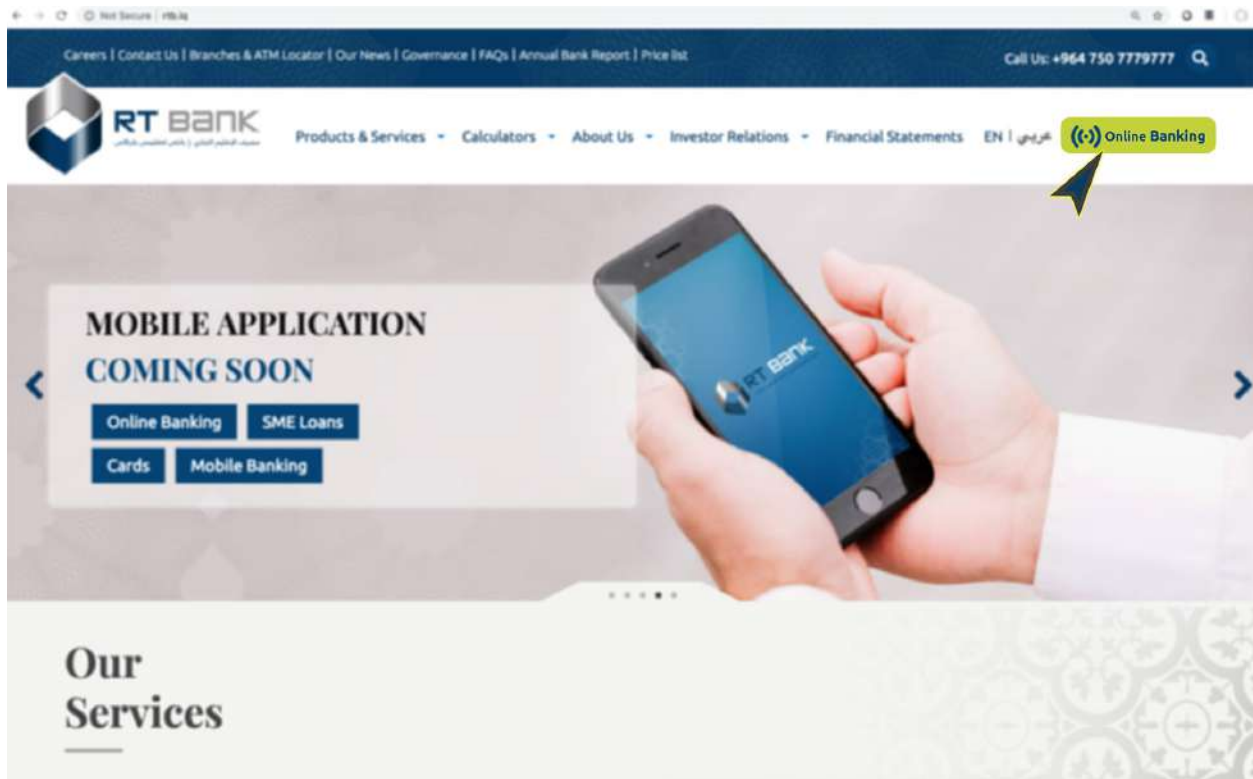 Not Secure | rtb.iq
Careers | Contact Us | Branches & ATM Locator | Our News | Governance | FAQs | Annual Bank Report | Price list
Call Us: +964 750 7779777
RT BANK
Products & Services Calculators About Us Investor Relations Financial Statements EN | عربي Online Banking
MOBILE APPLICATION
COMING SOON
Online Banking SME Loans
Cards Mobile Banking
RT BANK
Our
Services